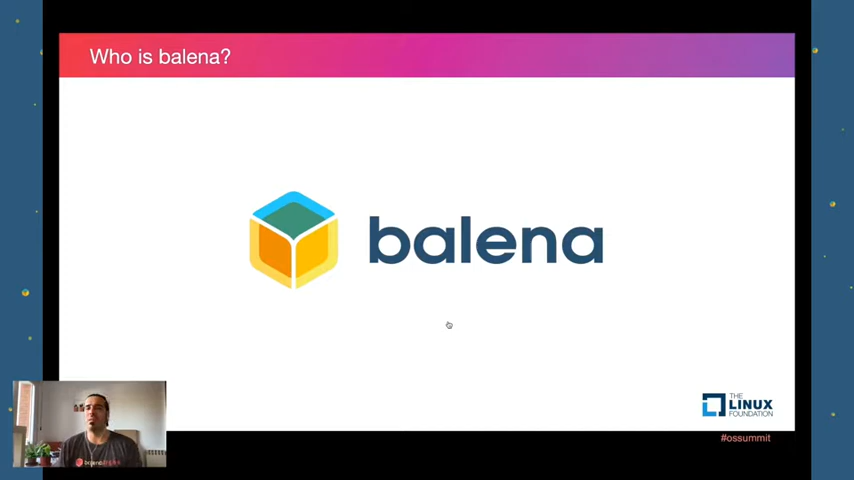 Who is balena?
balena
THE
LINUX
FOUNDATION
#ossummit